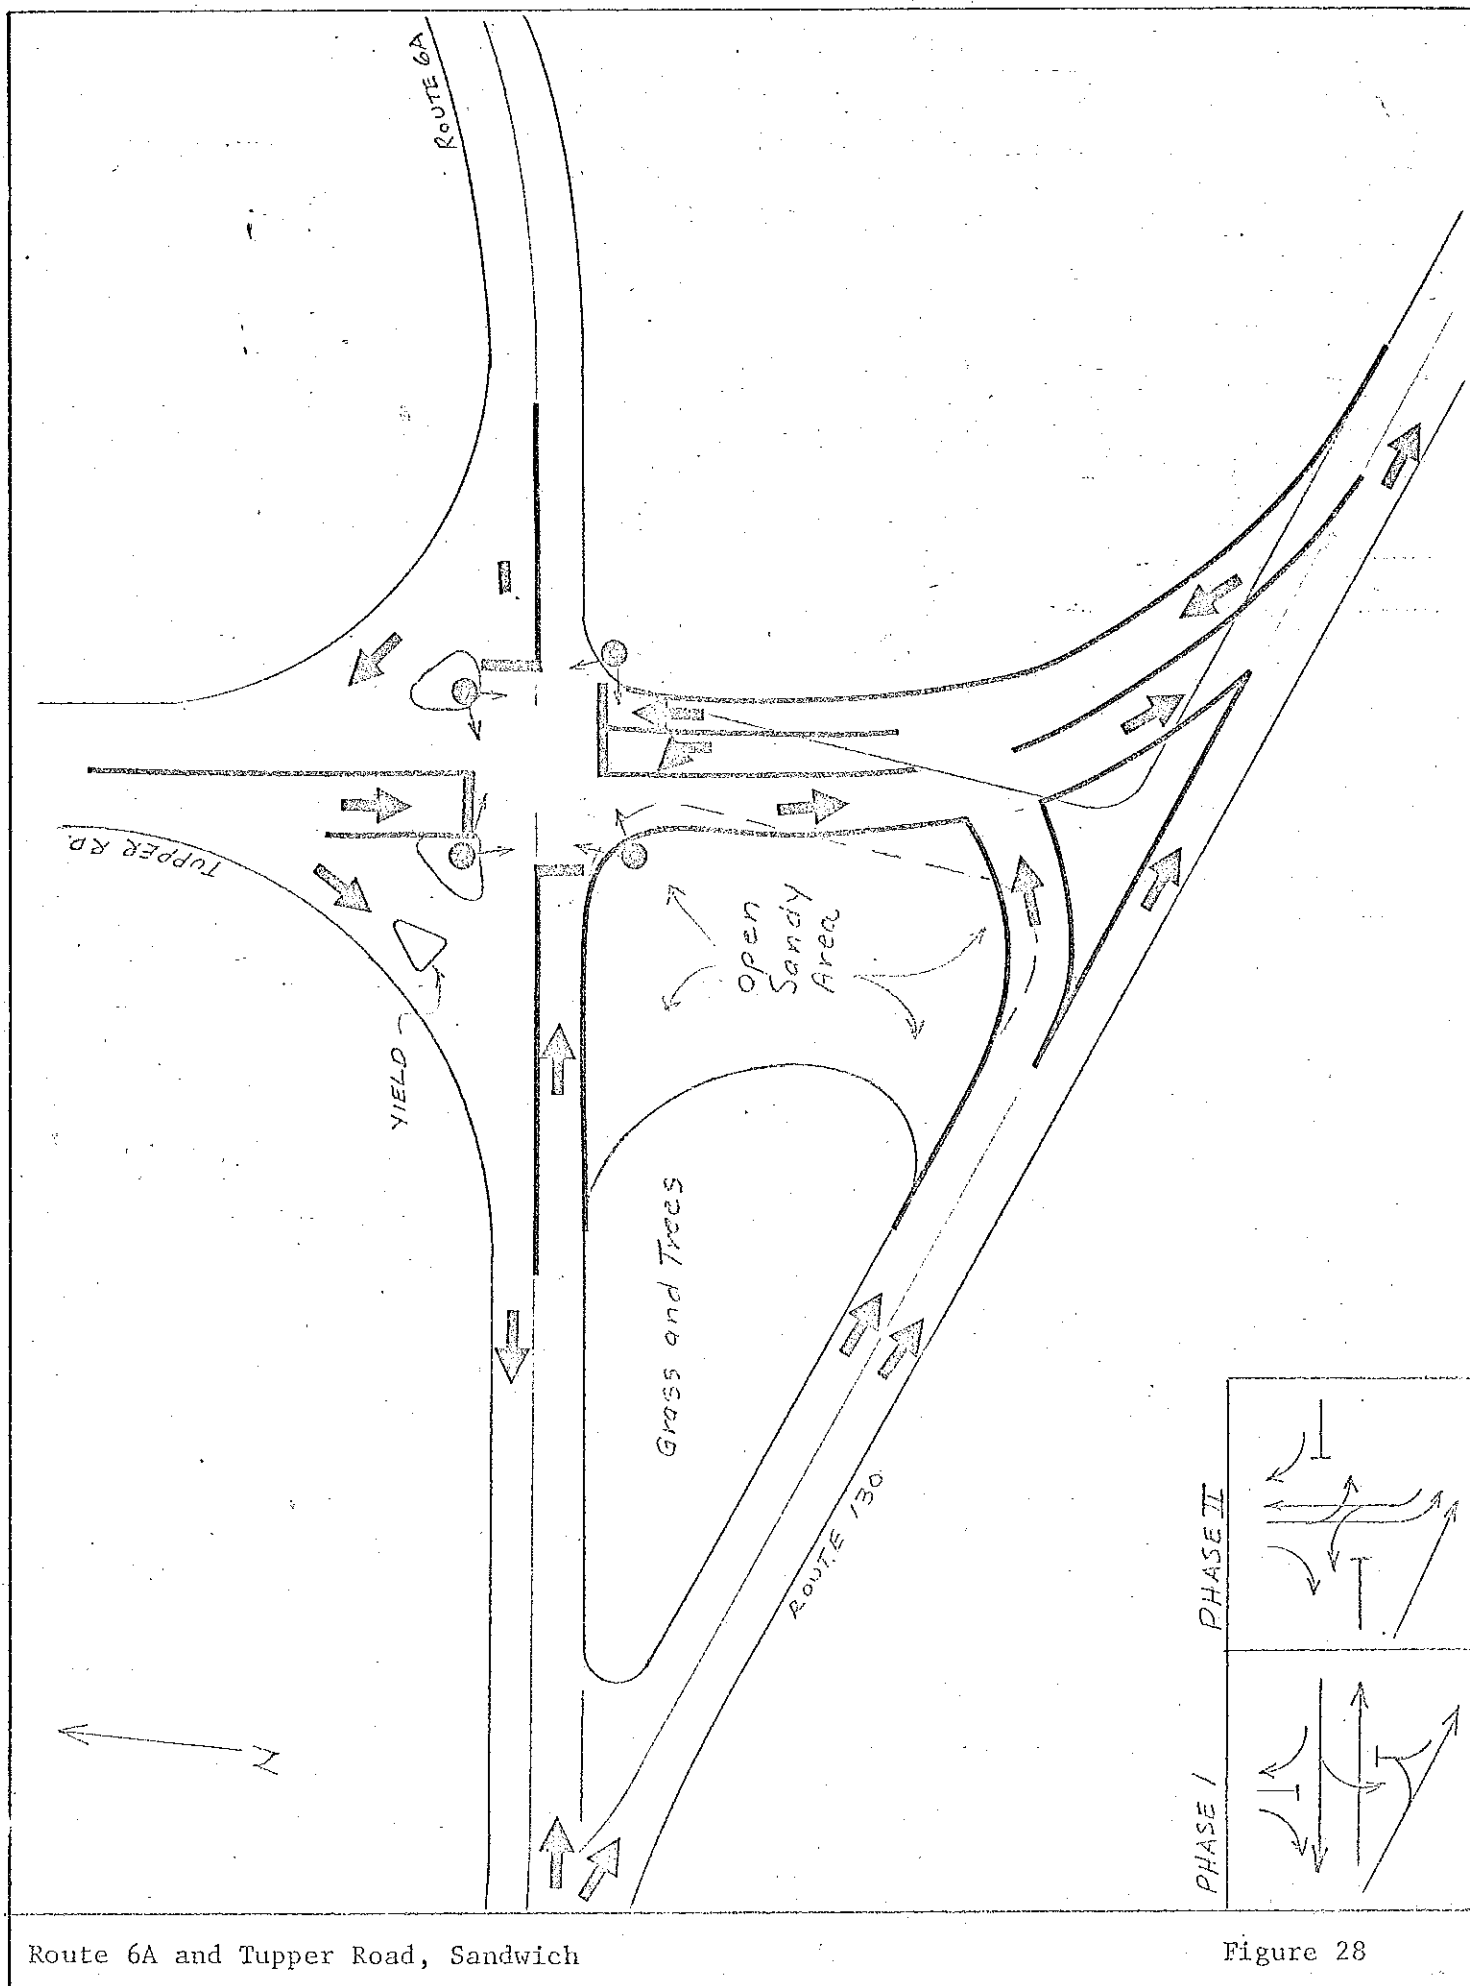 ROUTE 6A
TUPPER RD.
YIELD
Open
Sandy
Area
Grass and Trees
ROUTE 130
N
PHASE II
PHASE I
Route 6A and Tupper Road, Sandwich
Figure 28